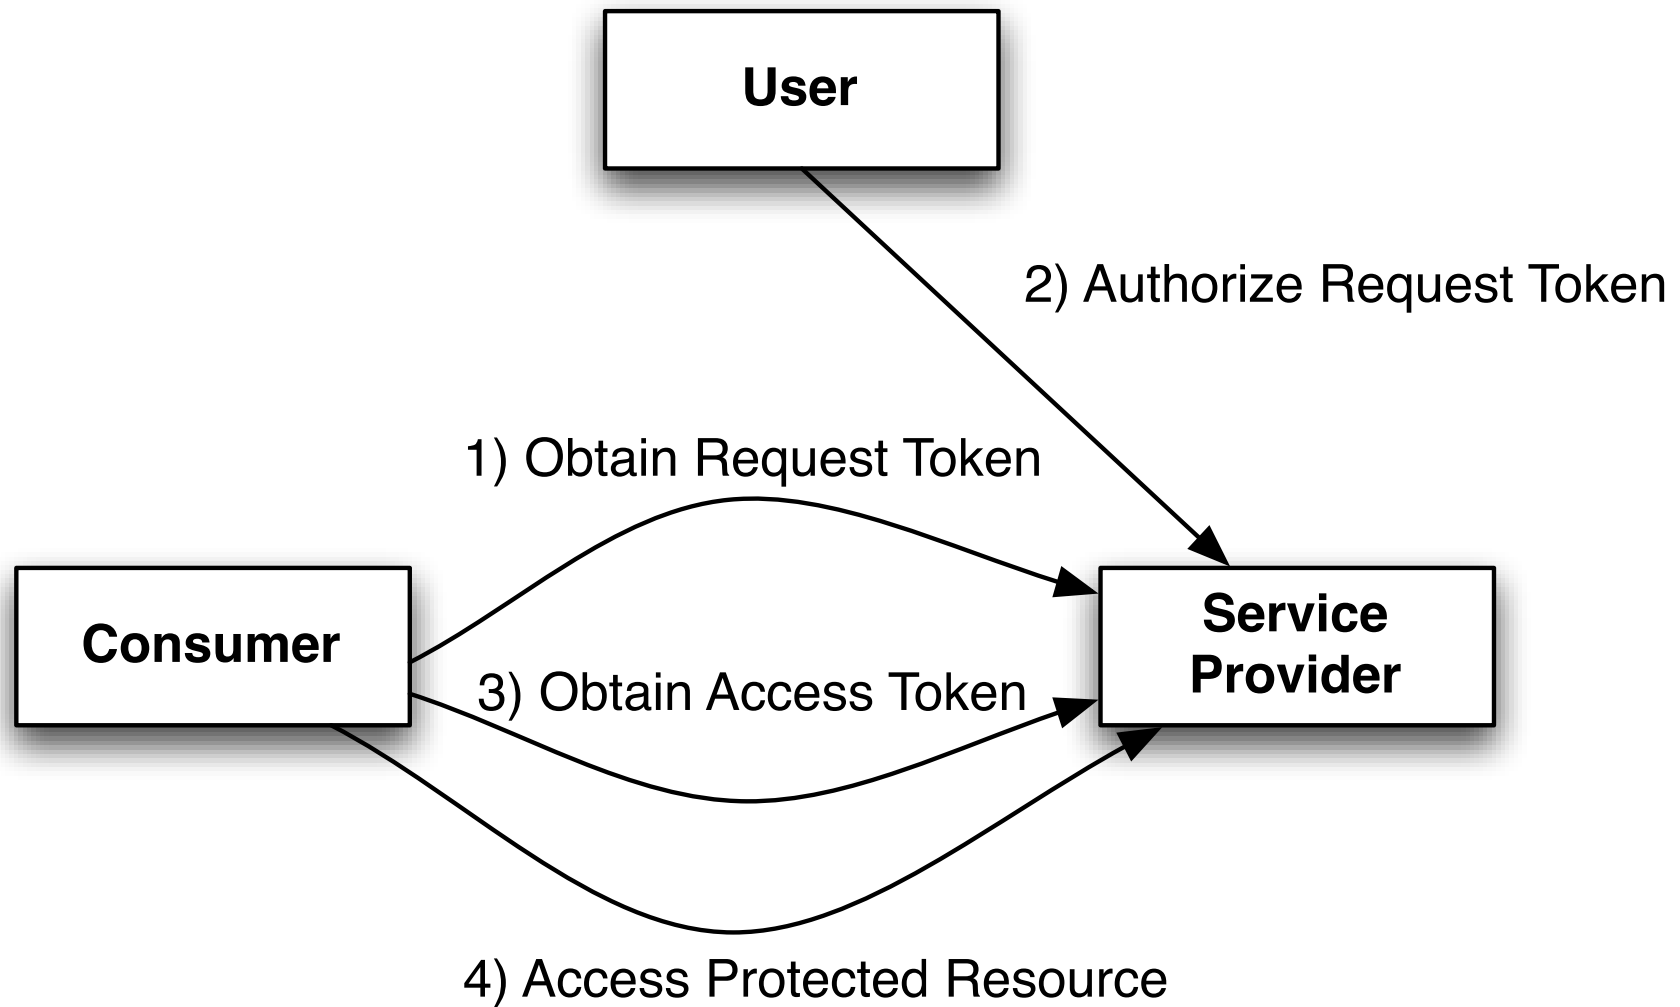 User
2) Authorize Request Token
1) Obtain Request Token
Consumer
Service
Provider
3) Obtain Access Token
4) Access Protected Resource